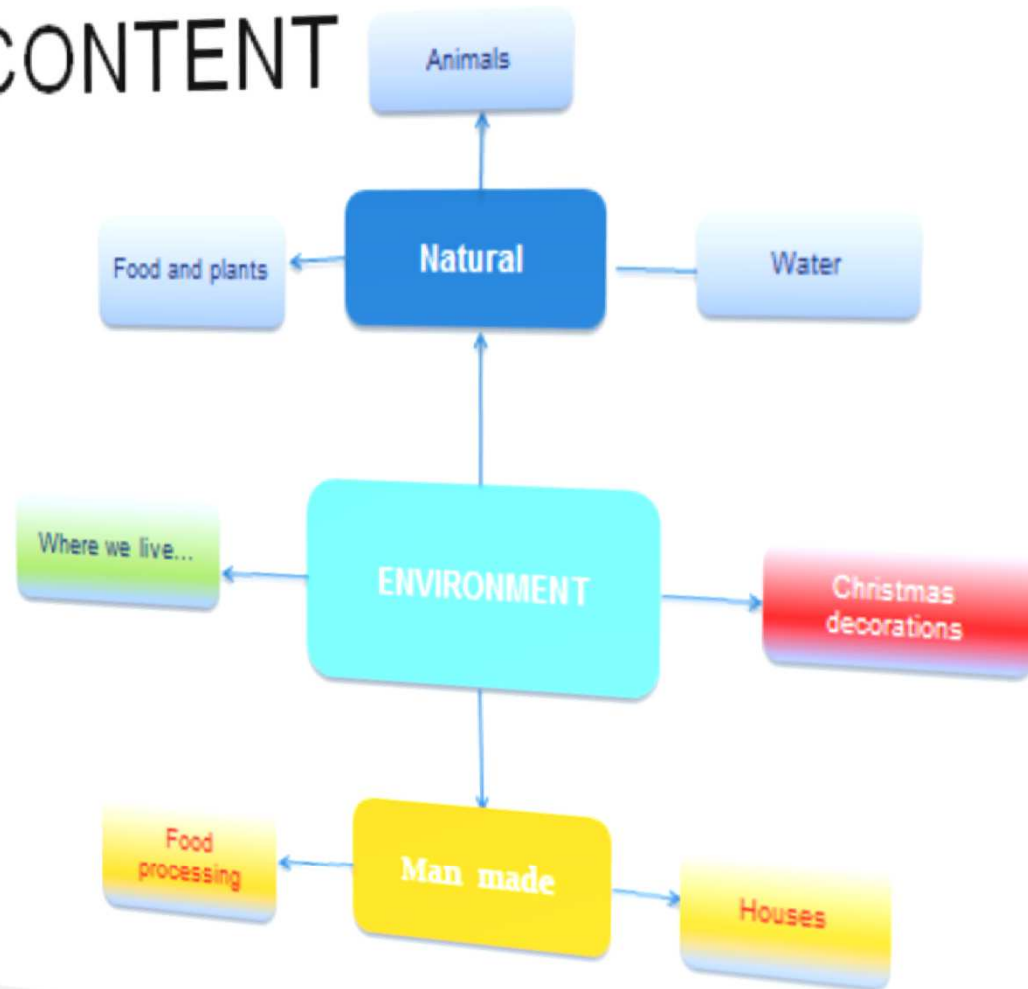 CONTENT
Animals
Natural
Food and plants
Water
Where we live...
ENVIRONMENT
Christmas
decorations
Food
processing
Man made
Houses